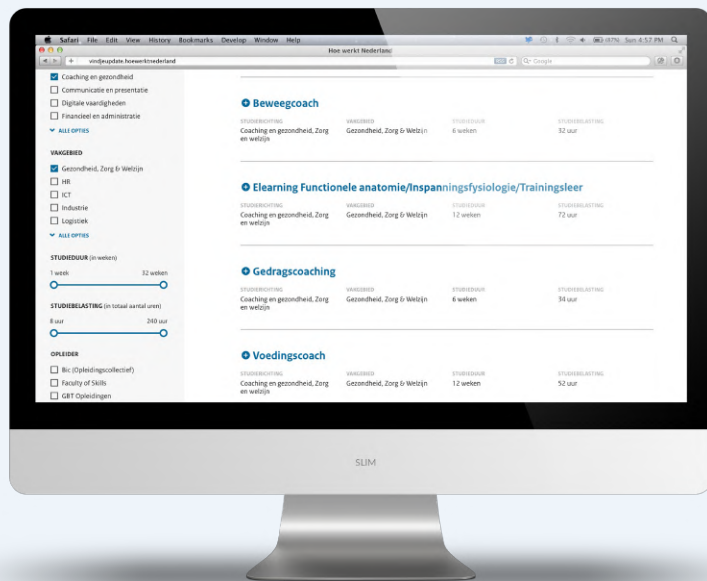 Safari File Edit View History Bookmarks Develop Window Help
(37%) Sun 4:57 PM
Hoe werkt Nederland
vindjeupdate.hoewerktnederland
Google
Coaching en gezondheid
Communicatie en presentatie
Digitale vaardigheden
Financieel en administratie
ALLE OPTIES
VAKGEBIED
Gezondheid, Zorg & Welzijn
HR
ICT
Industrie
Logistiek
ALLE OPTIES
STUDIEDUUR (in weken)
1 week 32 weken
STUDIEBELASTING (in totaal aantal uren)
8 uur 240 uur
OPLEIDER
Bic (Opleidingscollectief)
Faculty of Skills
GBT Opleidingen
Beweegcoach
STUDIERICHTING VAKGEBIED STUDIEDUUR STUDIEBELASTING
Coaching en gezondheid, Zorg Gezondheid, Zorg & Welzijn 6 weken 32 uur
en welzijn
Elearning Functionele anatomie/Inspanningsfysiologie/Trainingsleer
STUDIERICHTING VAKGEBIED STUDIEDUUR STUDIEBELASTING
Coaching en gezondheid, Zorg Gezondheid, Zorg & Welzijn 12 weken 72 uur
en welzijn
Gedragscoaching
STUDIERICHTING VAKGEBIED STUDIEDUUR STUDIEBELASTING
Coaching en gezondheid, Zorg Gezondheid, Zorg & Welzijn 6 weken 34 uur
en welzijn
Voedingscoach
STUDIERICHTING VAKGEBIED STUDIEDUUR STUDIEBELASTING
Coaching en gezondheid, Zorg Gezondheid, Zorg & Welzijn 12 weken 52 uur
en welzijn
SLIM